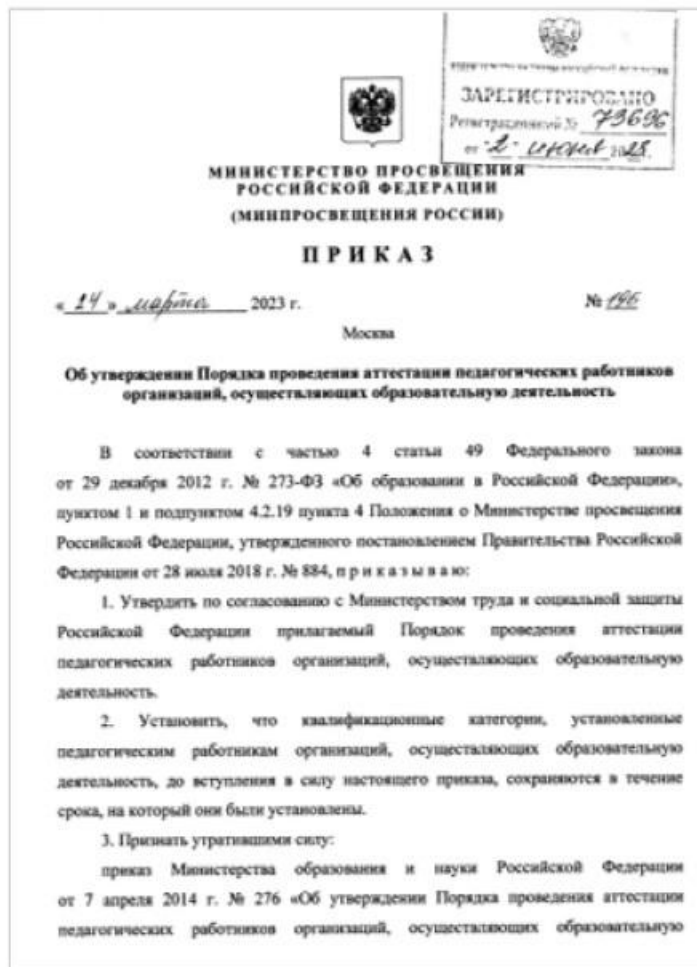 ЗАРЕГИСТРИРОВАНО
Регистрационный № 73696
от "2" июня 2023.
МИНИСТЕРСТВО ПРОСВЕЩЕНИЯ
РОССИЙСКОЙ ФЕДЕРАЦИИ
(МИНПРОСВЕЩЕНИЯ РОССИИ)
ПРИКАЗ
« 24 » марта 2023 г. № 196
Москва
Об утверждении Порядка проведения аттестации педагогических работников
организаций, осуществляющих образовательную деятельность
В соответствии с частью 4 статьи 49 Федерального закона
от 29 декабря 2012 г. № 273-ФЗ «Об образовании в Российской Федерации»,
пунктом 1 и подпунктом 4.2.19 пункта 4 Положения о Министерстве просвещения
Российской Федерации, утвержденного постановлением Правительства Российской
Федерации от 28 июля 2018 г. № 884, п р и к а з ы в а ю:
1. Утвердить по согласованию с Министерством труда и социальной защиты
Российской Федерации прилагаемый Порядок проведения аттестации
педагогических работников организаций, осуществляющих образовательную
деятельность.
2. Установить, что квалификационные категории, установленные
педагогическим работникам организаций, осуществляющих образовательную
деятельность, до вступления в силу настоящего приказа, сохраняются в течение
срока, на который они были установлены.
3. Признать утратившими силу:
приказ Министерства образования и науки Российской Федерации
от 7 апреля 2014 г. № 276 «Об утверждении Порядка проведения аттестации
педагогических работников организаций, осуществляющих образовательную